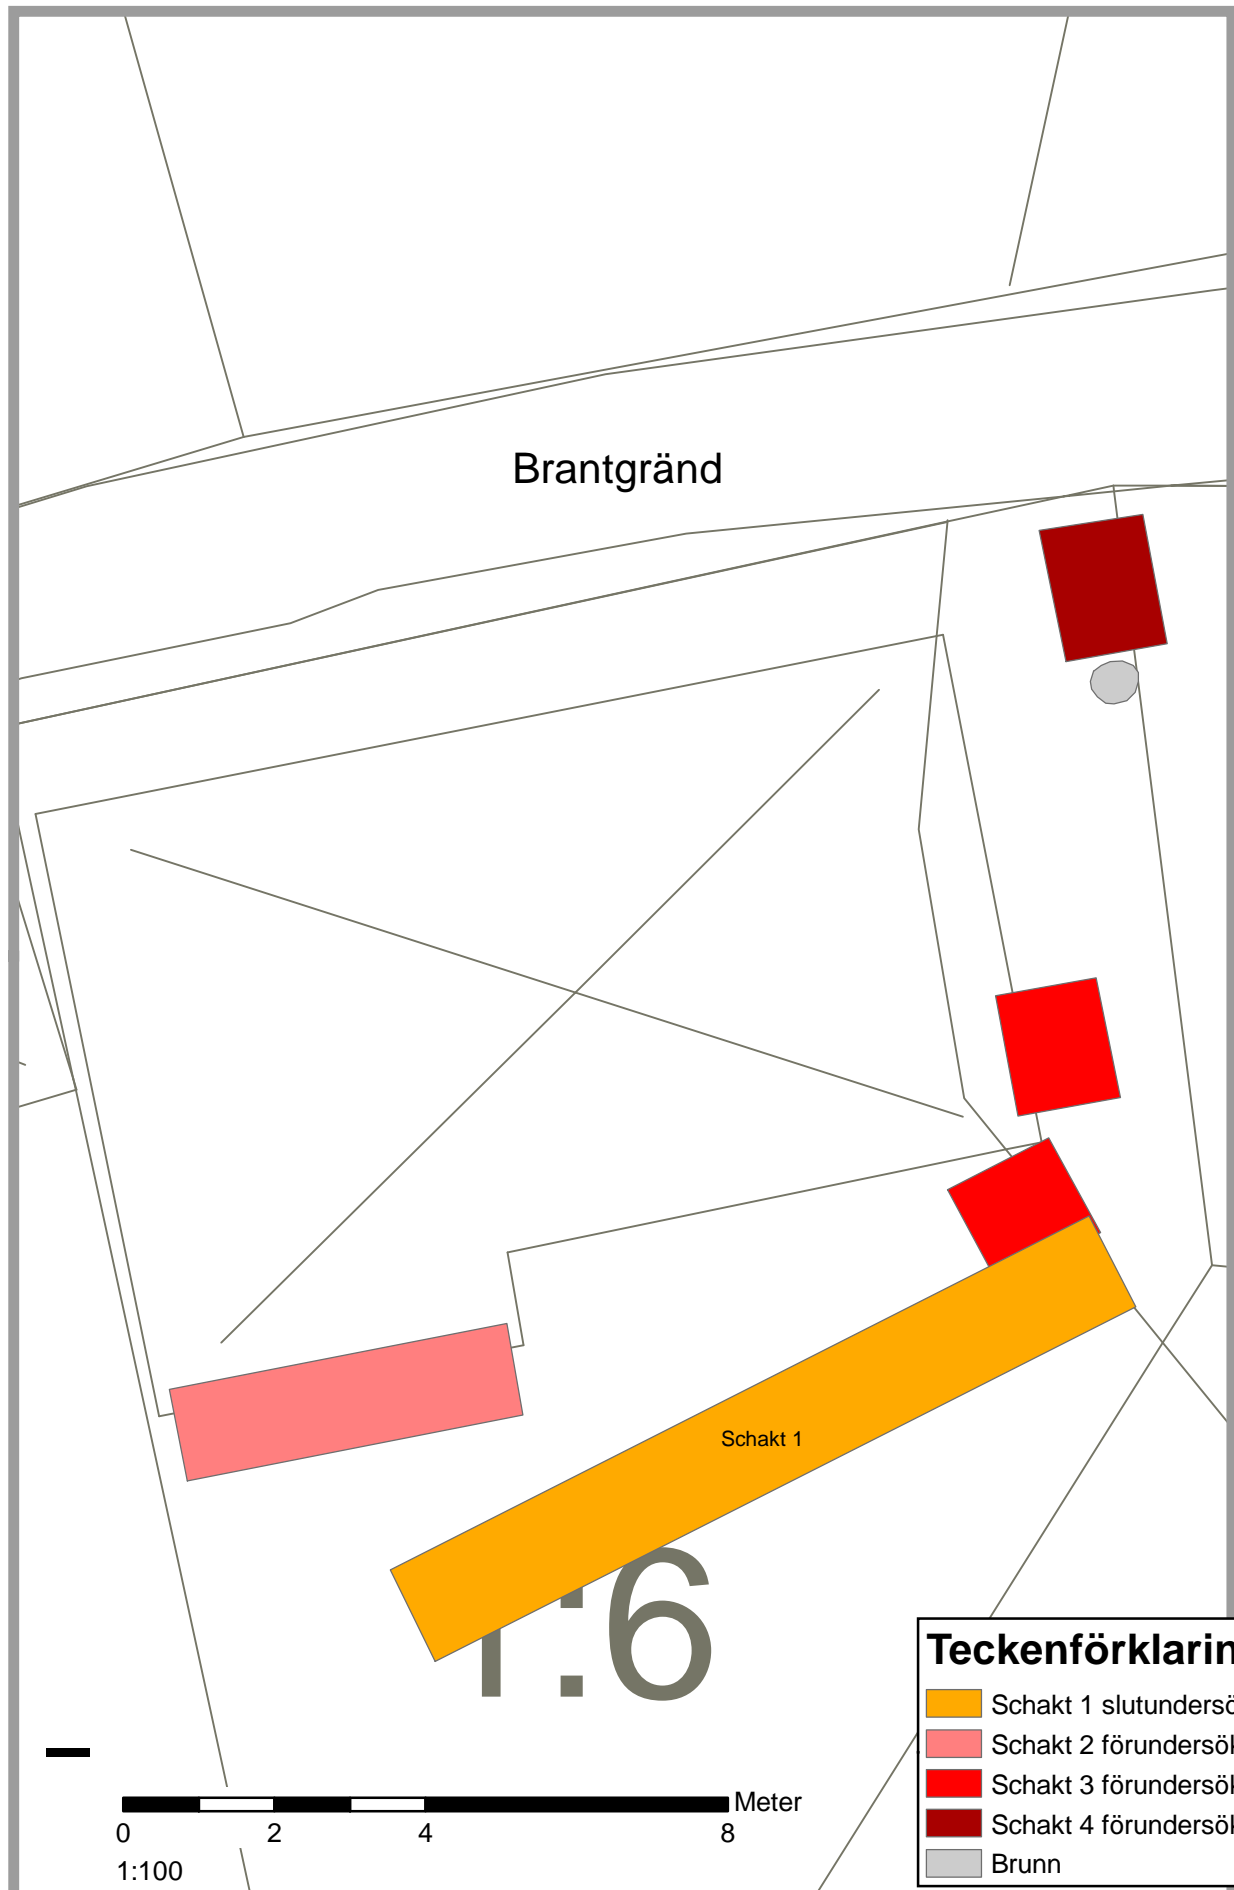 Brantgränd
Schakt 1
1:6
Meter
0 2 4 8
1:100
Teckenförklarin
Schakt 1 slutundersö
Schakt 2 förundersök
Schakt 3 förundersök
Schakt 4 förundersök
Brunn